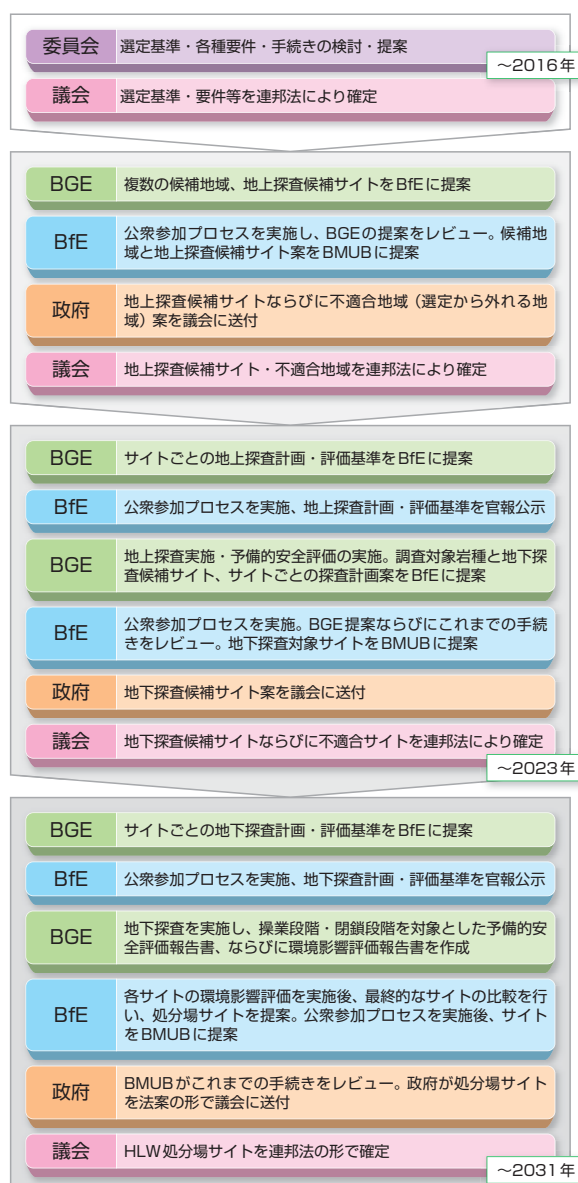 委員会
選定基準・各種要件・手続きの検討・提案
～2016年
議会
選定基準・要件等を連邦法により確定
BGE
複数の候補地域、地上探査候補サイトをBfEに提案
BfE
公衆参加プロセスを実施し、BGEの提案をレビュー。候補地
域と地上探査候補サイト案をBMUBに提案
政府
地上探査候補サイトならびに不適合地域（選定から外れる地
域）案を議会に送付
議会
地上探査候補サイト・不適合地域を連邦法により確定
BGE
サイトごとの地上探査計画・評価基準をBfEに提案
BfE
公衆参加プロセスを実施、地上探査計画・評価基準を官報公示
BGE
地上探査実施・予備的安全評価の実施。調査対象岩種と地下探
査候補サイト、サイトごとの探査計画案をBfEに提案
BfE
公衆参加プロセスを実施。BGE提案ならびにこれまでの手続
きをレビュー。地下探査対象サイトをBMUBに提案
政府
地下探査候補サイト案を議会に送付
議会
地下探査候補サイトならびに不適合サイトを連邦法により確定
～2023年
BGE
サイトごとの地下探査計画・評価基準をBfEに提案
BfE
公衆参加プロセスを実施、地下探査計画・評価基準を官報公示
BGE
地下探査を実施し、操業段階・閉鎖段階を対象とした予備的安
全評価報告書、ならびに環境影響評価報告書を作成
BfE
各サイトの環境影響評価を実施後、最終的なサイトの比較を行
い、処分場サイトを提案。公衆参加プロセスを実施後、サイト
をBMUBに提案
政府
BMUBがこれまでの手続きをレビュー。政府が処分場サイト
を法案の形で議会に送付
議会
HLW処分場サイトを連邦法の形で確定
～2031年